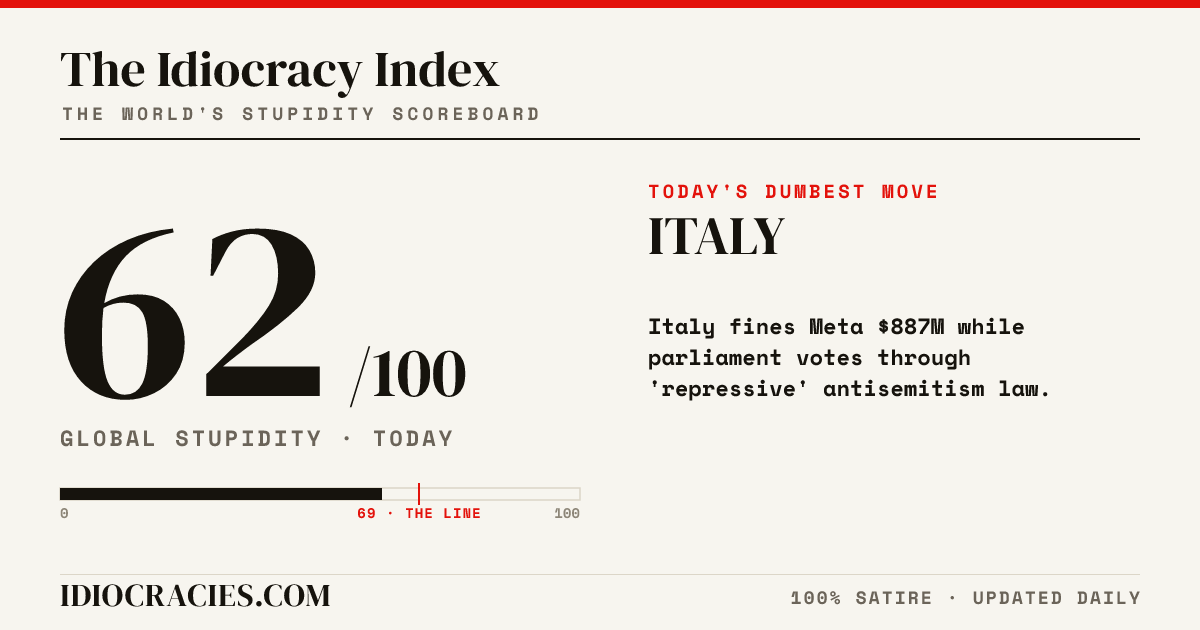 The Idiocracy Index
THE WORLD'S STUPIDITY SCOREBOARD
62 /100
GLOBAL STUPIDITY · TODAY
0
69 · THE LINE
100
TODAY'S DUMBEST MOVE
ITALY
Italy fines Meta $887M while
parliament votes through
'repressive' antisemitism law.
IDIOCRACIES.COM
100% SATIRE · UPDATED DAILY